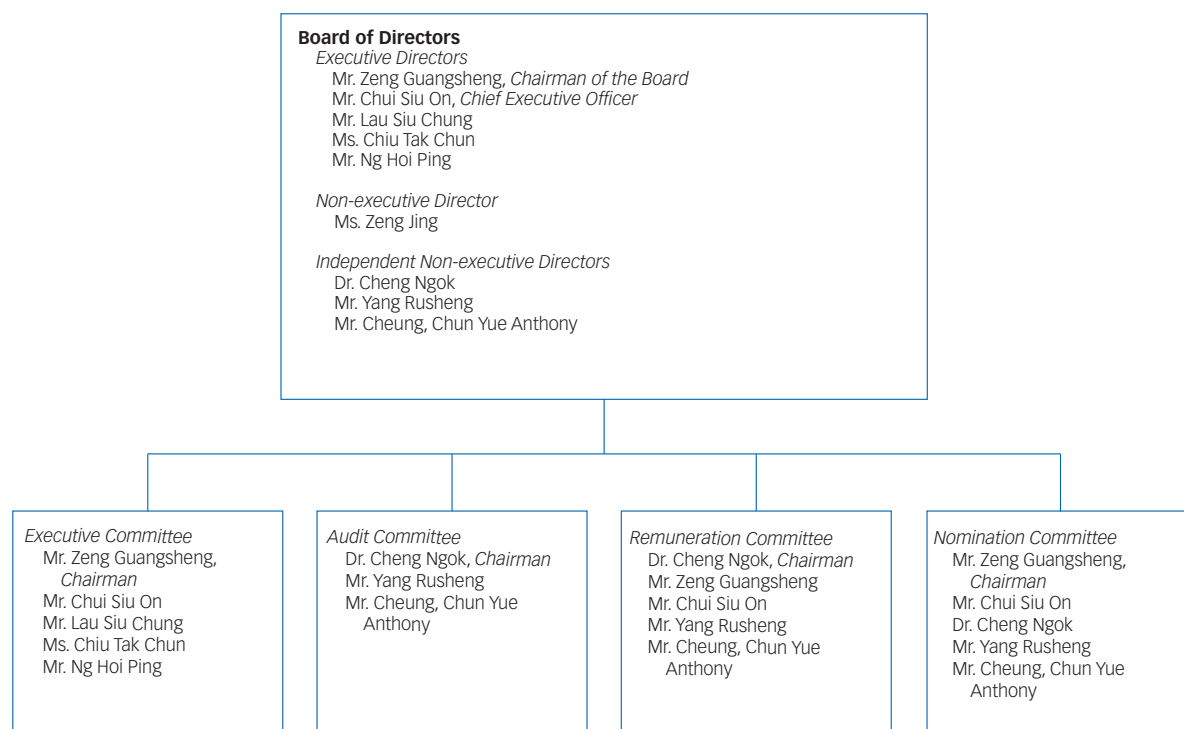 Board of Directors
Executive Directors
Mr. Zeng Guangsheng, Chairman of the Board
Mr. Chui Siu On, Chief Executive Officer
Mr. Lau Siu Chung
Ms. Chiu Tak Chun
Mr. Ng Hoi Ping
Non-executive Director
Ms. Zeng Jing
Independent Non-executive Directors
Dr. Cheng Ngok
Mr. Yang Rusheng
Mr. Cheung, Chun Yue Anthony
Executive Committee
Mr. Zeng Guangsheng,
Chairman
Mr. Chui Siu On
Mr. Lau Siu Chung
Ms. Chiu Tak Chun
Mr. Ng Hoi Ping
Audit Committee
Dr. Cheng Ngok, Chairman
Mr. Yang Rusheng
Mr. Cheung, Chun Yue
Anthony
Remuneration Committee
Dr. Cheng Ngok, Chairman
Mr. Zeng Guangsheng
Mr. Chui Siu On
Mr. Yang Rusheng
Mr. Cheung, Chun Yue
Anthony
Nomination Committee
Mr. Zeng Guangsheng,
Chairman
Mr. Chui Siu On
Dr. Cheng Ngok
Mr. Yang Rusheng
Mr. Cheung, Chun Yue
Anthony